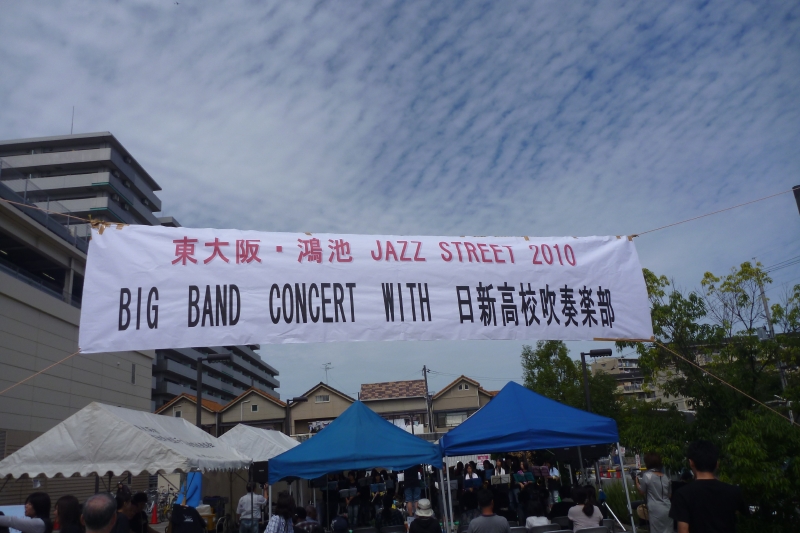 東大阪・鴻池 JAZZ STREET 2010
BIG BAND CONCERT WITH 日新高校吹奏楽部